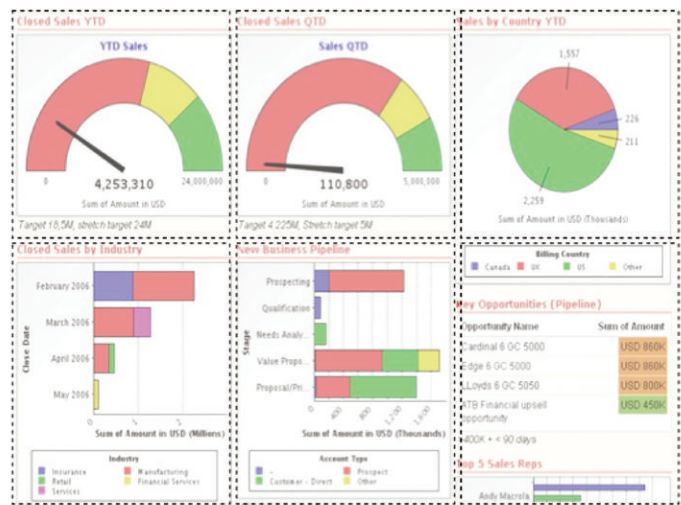 Closed Sales YTD
YTD Sales
0
4,253,310
24,000,000
Sum of Amount in USD
Target 18,5M, stretch target 24M
Closed Sales QTD
Sales QTD
0
110,800
5,000,000
Sum of Amount in USD
Target 4.225M, Stretch target 5M
Sales by Country YTD
1,557
226
211
2,259
Sum of Amount in USD (Thousands)
Billing Country
Canada UK US Other
Closed Sales by Industry
Close Date
February 2006
March 2006
April 2006
May 2006
0 1 2
Sum of Amount in USD (Millions)
Industry
Insurance Manufacturing
Retail Financial Services
Services
New Business Pipeline
Stage
Prospecting
Qualification
Needs Analy...
Value Propo...
Proposal/Pri...
0 400 800 1,200 1,600
Sum of Amount in USD (Thousands)
Account Type
- Prospect
Customer - Direct Other
Key Opportunities (Pipeline)
Opportunity Name Sum of Amount
Cardinal 6 GC 5000 USD 860K
Edge 6 GC 5000 USD 860K
LLoyds 6 GC 5050 USD 800K
ATB Financial upsell USD 450K
opportunity
>400K + < 90 days
Top 5 Sales Reps
Andy Macrola